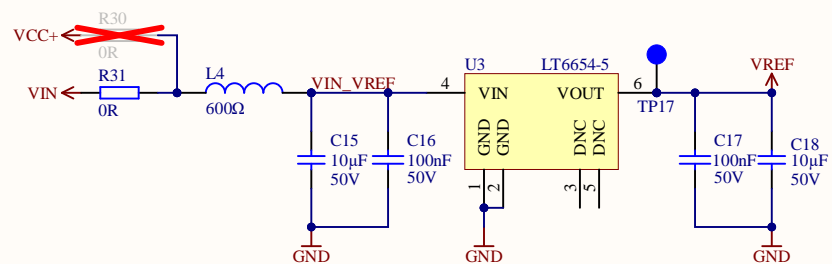 R30
VCC+
0R
R31
VIN
0R
L4
600Ω
VIN_VREF
C15
10µF
50V
C16
100nF
50V
GND
U3
LT6654-5
4
VIN
VOUT
6
GND
GND
DNC
DNC
1
2
3
5
GND
TP17
VREF
C17
100nF
50V
C18
10µF
50V
GND